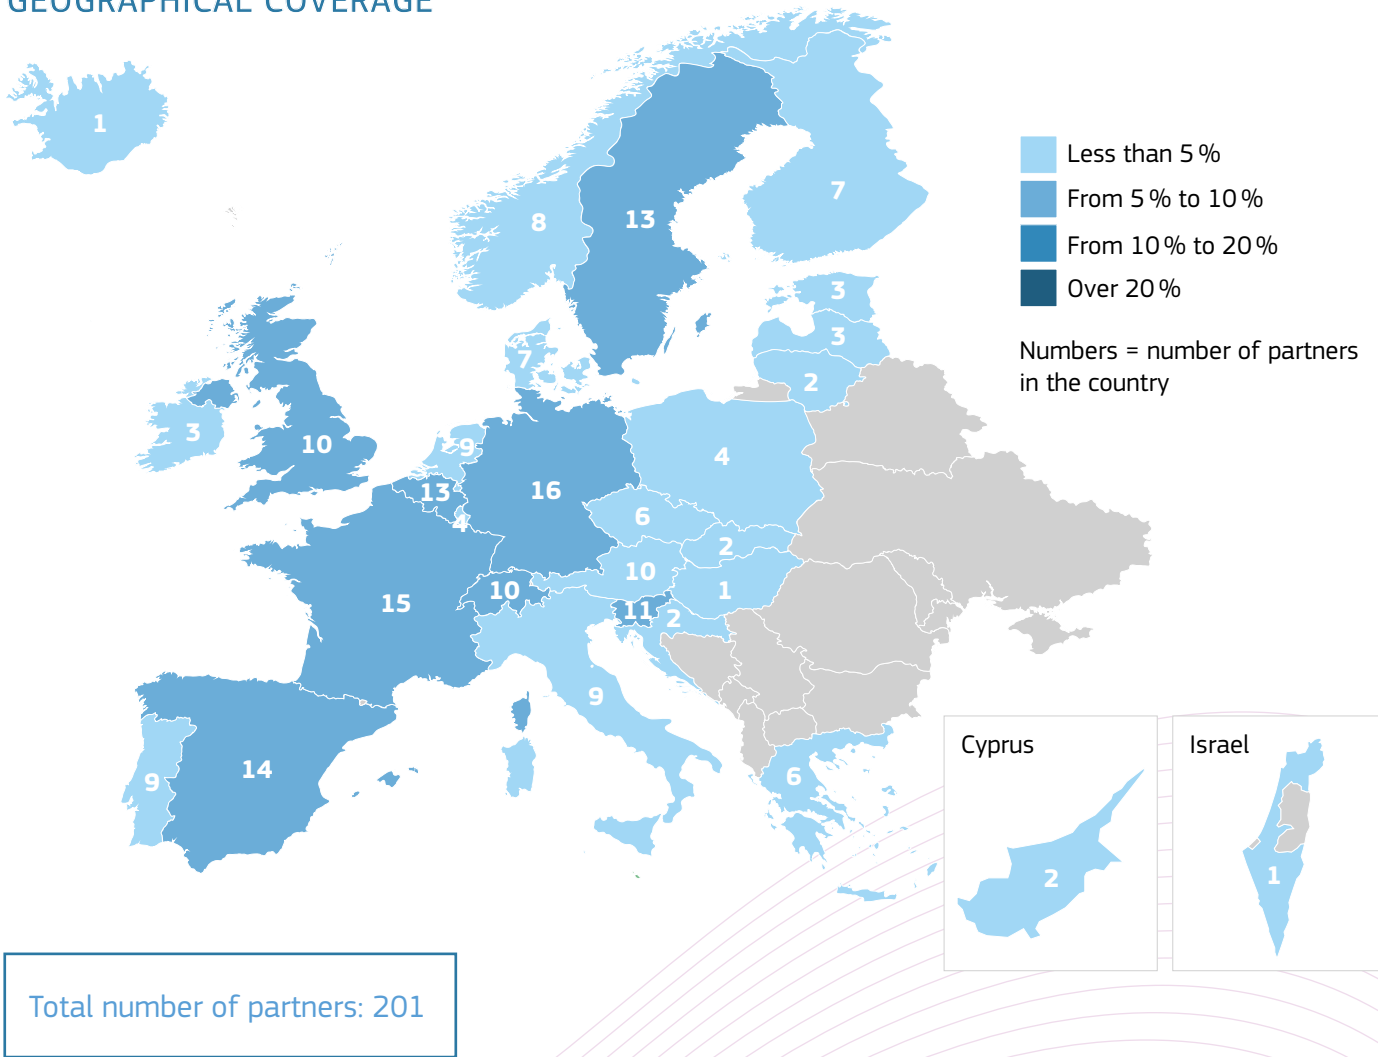 GEOGRAPHICAL COVERAGE
1
Less than 5 %
From 5 % to 10 %
From 10 % to 20 %
Over 20 %
Numbers = number of partners
in the country
7
8
13
3
3
7
2
3
10
9
4
13
16
4
6
2
10
10
1
15
11
2
9
14
9
6
Cyprus
2
Israel
1
Total number of partners: 201